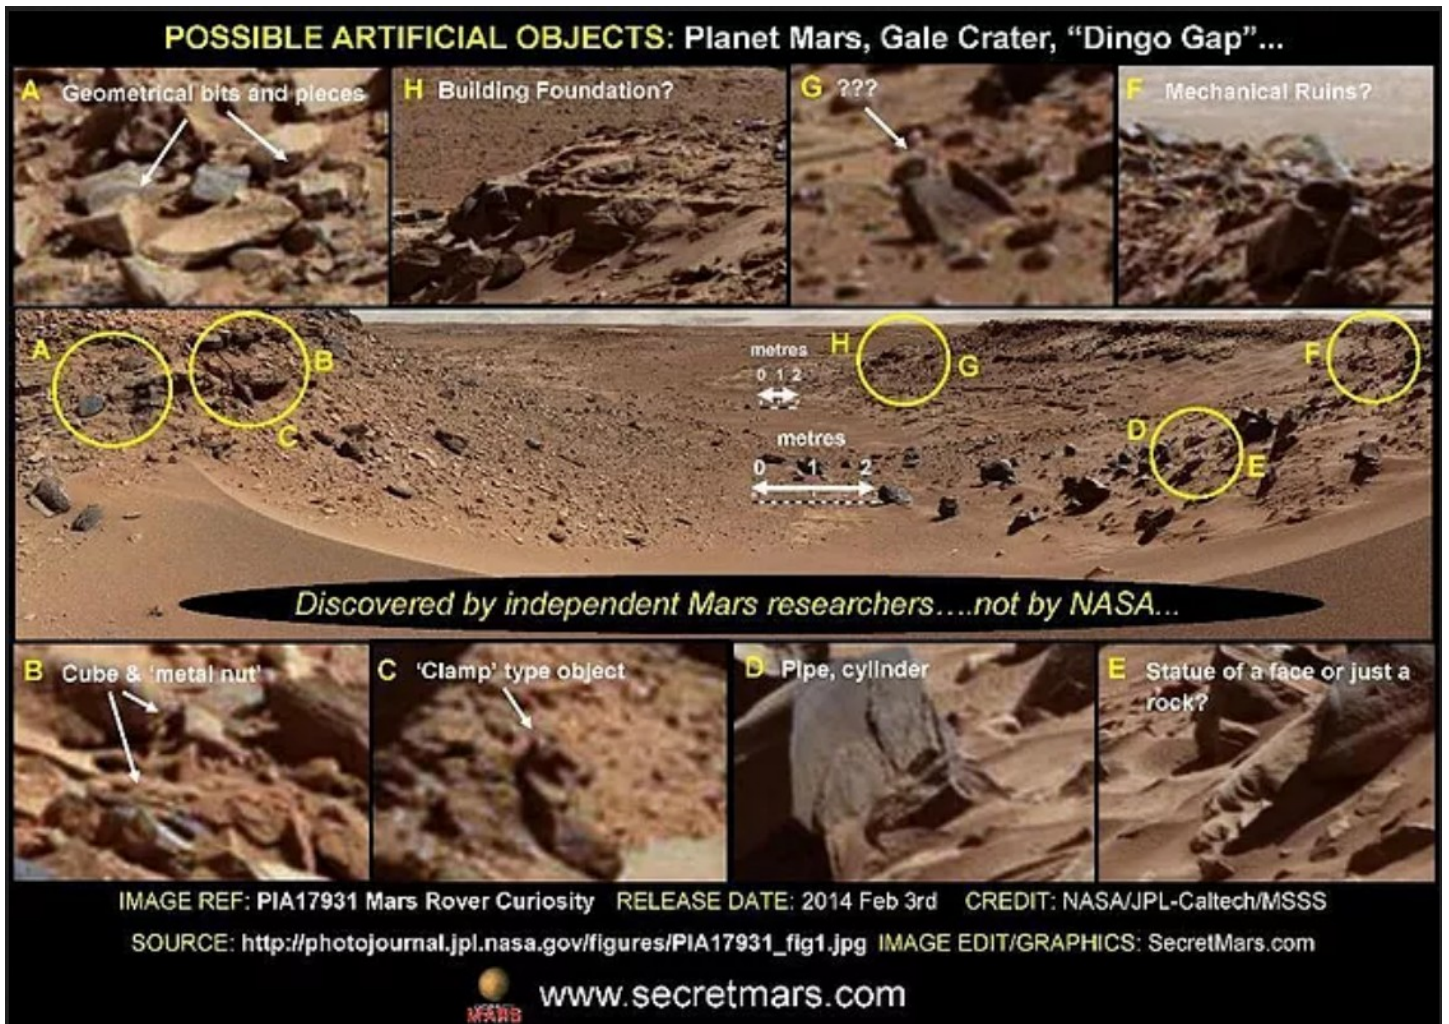 POSSIBLE ARTIFICIAL OBJECTS: Planet Mars, Gale Crater, “Dingo Gap”...
A Geometrical bits and pieces
H Building Foundation?
G ???
F Mechanical Ruins?
A
B
C
metres
0 1 2
metres
0 1 2
H
G
F
D
E
Discovered by independent Mars researchers....not by NASA...
B Cube & ‘metal nut’
C ‘Clamp’ type object
D Pipe, cylinder
E Statue of a face or just a
rock?
IMAGE REF: PIA17931 Mars Rover Curiosity RELEASE DATE: 2014 Feb 3rd CREDIT: NASA/JPL-Caltech/MSSS
SOURCE: http://photojournal.jpl.nasa.gov/figures/PIA17931_fig1.jpg IMAGE EDIT/GRAPHICS: SecretMars.com
MARS
www.secretmars.com